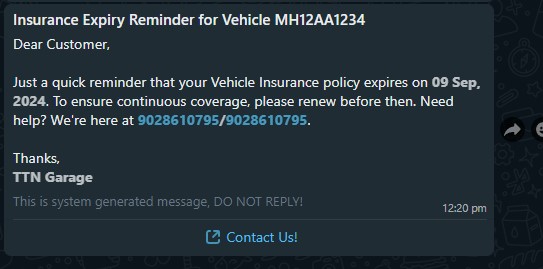 Insurance Expiry Reminder for Vehicle MH12AA1234
Dear Customer,
Just a quick reminder that your Vehicle Insurance policy expires on 09 Sep,
2024. To ensure continuous coverage, please renew before then. Need
help? We're here at 9028610795/9028610795.
Thanks,
TTN Garage
This is system generated message, DO NOT REPLY!
12:20 pm
Contact Us!